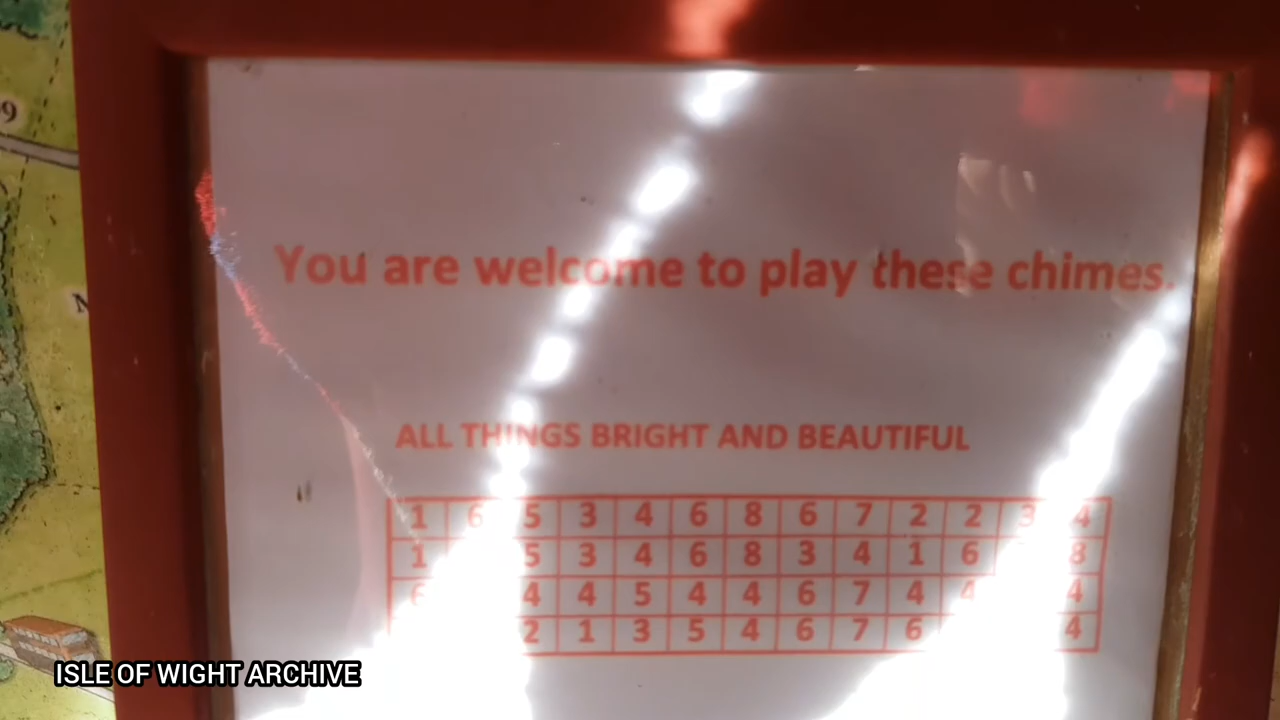 You are welcome to play these chimes.
ALL THINGS BRIGHT AND BEAUTIFUL
1 6 5 3 4 6 8 6 7 2 2 3 4
1 5 3 4 6 8 3 4 1 6 8
6 4 4 5 4 4 6 7 4 4 4
2 1 3 5 4 6 7 6 4
ISLE OF WIGHT ARCHIVE